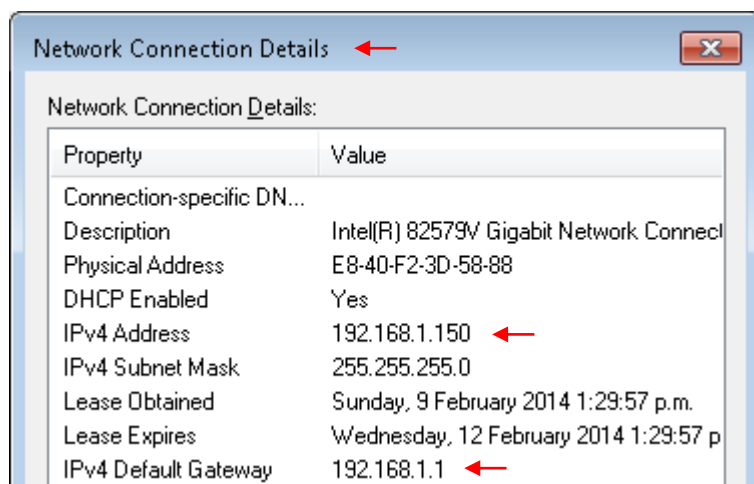 Network Connection Details
Network Connection Details:
Property Value
Connection-specific DN...
Description Intel(R) 82579V Gigabit Network Connect
Physical Address E8-40-F2-3D-58-88
DHCP Enabled Yes
IPv4 Address 192.168.1.150
IPv4 Subnet Mask 255.255.255.0
Lease Obtained Sunday, 9 February 2014 1:29:57 p.m.
Lease Expires Wednesday, 12 February 2014 1:29:57 p
IPv4 Default Gateway 192.168.1.1